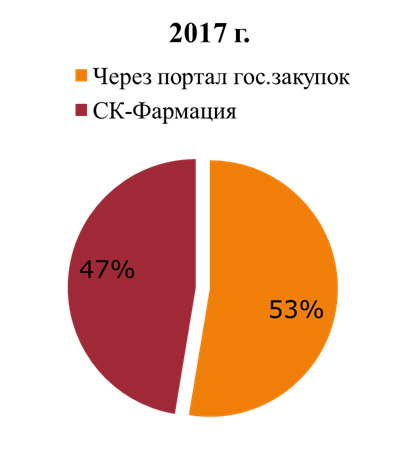 2017 г.
Через портал гос.закупок
СК-Фармация
47%
53%